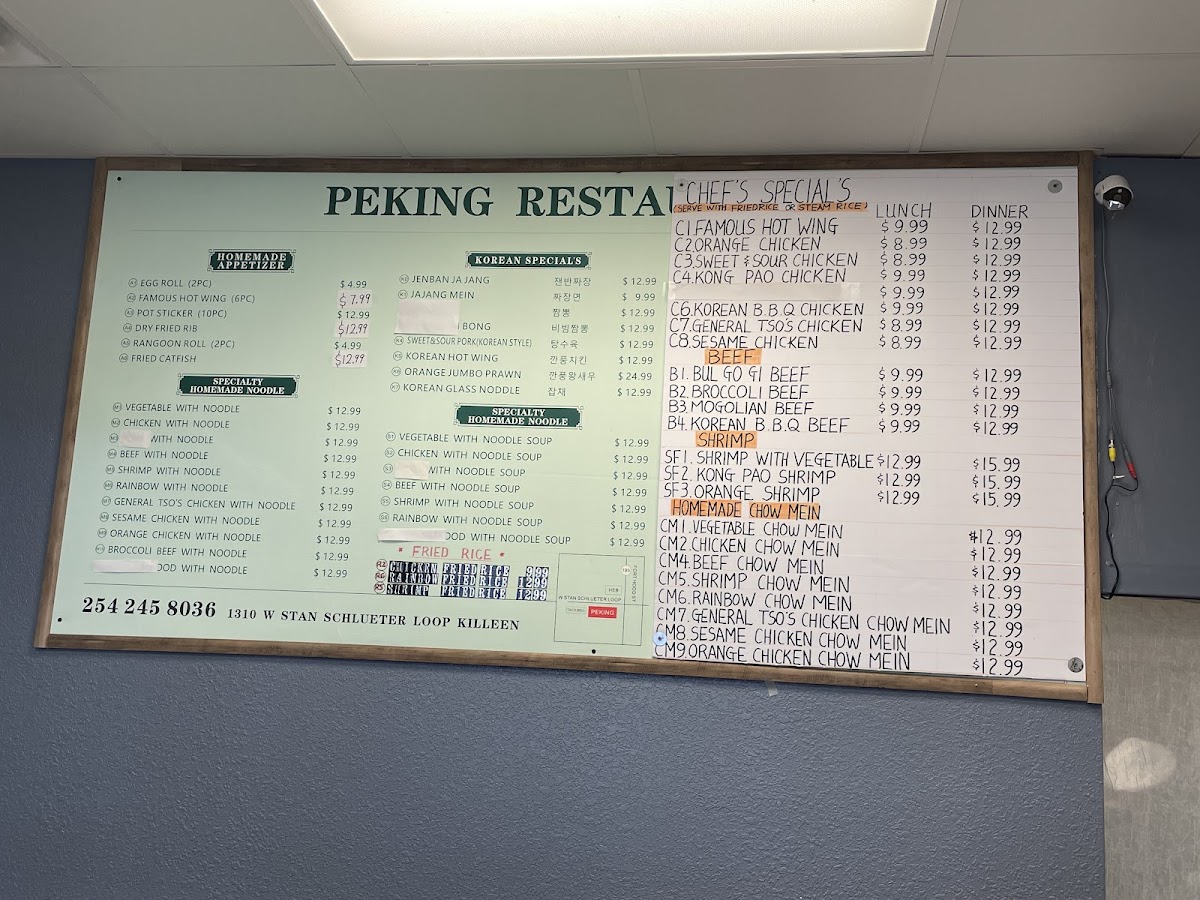 PEKING RESTAU
HOMEMADE
APPETIZER
A1 EGG ROLL (2PC) $ 4.99
A2 FAMOUS HOT WING (6PC) $ 7.99
A3 POT STICKER (10PC) $ 12.99
A4 DRY FRIED RIB $ 12.99
A5 RANGOON ROLL (2PC) $ 4.99
A6 FRIED CATFISH $ 12.99
SPECIALTY
HOMEMADE NOODLE
VEGETABLE WITH NOODLE $ 12.99
CHICKEN WITH NOODLE $ 12.99
WITH NOODLE $ 12.99
BEEF WITH NOODLE $ 12.99
SHRIMP WITH NOODLE $ 12.99
RAINBOW WITH NOODLE $ 12.99
GENERAL TSO'S CHICKEN WITH NOODLE $ 12.99
SESAME CHICKEN WITH NOODLE $ 12.99
ORANGE CHICKEN WITH NOODLE $ 12.99
BROCCOLI BEEF WITH NOODLE $ 12.99
OOD WITH NOODLE $ 12.99
254 245 8036 1310 W STAN SCHLUETER LOOP KILLEEN
KOREAN SPECIAL'S
JENBAN JA JANG 쟁반짜장 $ 12.99
JAJANG MEIN 짜장면 $ 9.99
짬뽕 $ 12.99
BONG 비빔짬뽕 $ 12.99
K4 SWEET&SOUR PORK(KOREAN STYLE) 탕수육 $ 12.99
KOREAN HOT WING 깐풍치킨 $ 12.99
ORANGE JUMBO PRAWN 깐풍왕새우 $ 24.99
KOREAN GLASS NODDLE 잡채 $ 12.99
SPECIALTY
HOMEMADE NOODLE
S1 VEGETABLE WITH NOODLE SOUP $ 12.99
S2 CHICKEN WITH NOODLE SOUP $ 12.99
S3 WITH NOODLE SOUP $ 12.99
S4 BEEF WITH NOODLE SOUP $ 12.99
S5 SHRIMP WITH NOODLE SOUP $ 12.99
S6 RAINBOW WITH NOODLE SOUP $ 12.99
OOD WITH NOODLE SOUP $ 12.99
* FRIED RICE *
CHICKEN FRIED RICE 9.99
RAINBOW FRIED RICE 12.99
SHRIMP FRIED RICE 12.99
W STAN SCHLUETER LOOP
FORT HOOD ST
HEB
PEKING
CHEF'S SPECIAL'S
(SERVE WITH FRIEDRICE OR STEAM RICE) LUNCH DINNER
C1.FAMOUS HOT WING $ 9.99 $ 12.99
C2.ORANGE CHICKEN $ 8.99 $ 12.99
C3.SWEET & SOUR CHICKEN $ 8.99 $ 12.99
C4.KONG PAO CHICKEN $ 9.99 $ 12.99
$ 9.99 $ 12.99
C6.KOREAN B.B.Q CHICKEN $ 9.99 $ 12.99
C7.GENERAL TSO'S CHICKEN $ 8.99 $ 12.99
C8.SESAME CHICKEN $ 8.99 $ 12.99
BEEF
B1. BUL GO GI BEEF $ 9.99 $ 12.99
B2. BROCCOLI BEEF $ 9.99 $ 12.99
B3.MOGOLIAN BEEF $ 9.99 $ 12.99
B4. KOREAN B.B.Q BEEF $ 9.99 $ 12.99
SHRIMP
SF1. SHRIMP WITH VEGETABLE $12.99 $ 15.99
SF2. KONG PAO SHRIMP $12.99 $ 15.99
SF3.ORANGE SHRIMP $12.99 $ 15.99
HOMEMADE CHOW MEIN
CM1.VEGETABLE CHOW MEIN $12.99
CM2.CHICKEN CHOW MEIN $12.99
CM4.BEEF CHOW MEIN $12.99
CM5.SHRIMP CHOW MEIN $12.99
CM6.RAINBOW CHOW MEIN $12.99
CM7.GENERAL TSO'S CHICKEN CHOW MEIN $12.99
CM8.SESAME CHICKEN CHOW MEIN $12.99
CM9.ORANGE CHICKEN CHOW MEIN $12.99